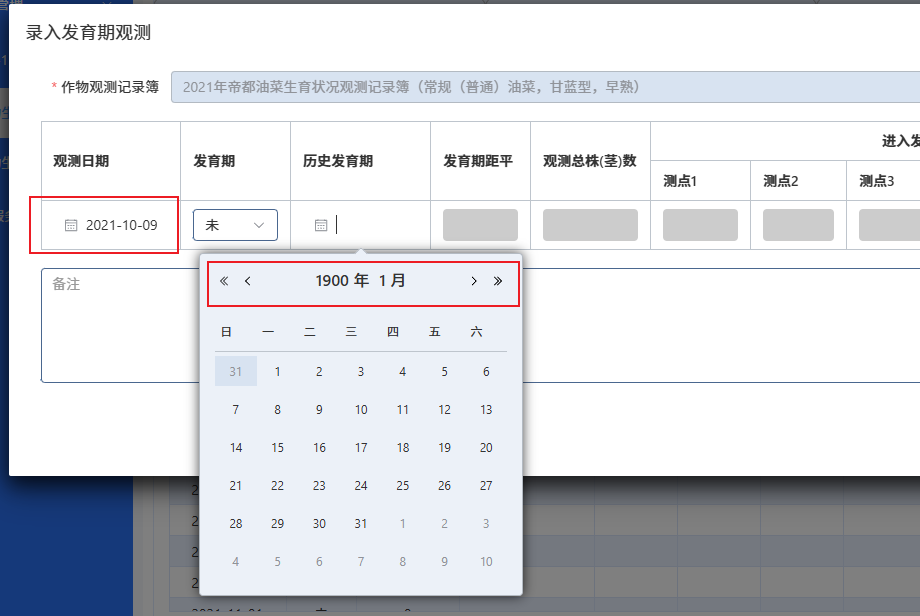 录入发育期观测
* 作物观测记录簿
2021年帝都油菜生育状况观测记录簿（常规（普通）油菜，甘蓝型，早熟）
观测日期 发育期 历史发育期 发育期距平 观测总株(茎)数 进入发
测点1 测点2 测点3
2021-10-09 未
备注
« ‹ 1900 年 1 月 › »
日 一 二 三 四 五 六
31 1 2 3 4 5 6
7 8 9 10 11 12 13
14 15 16 17 18 19 20
21 22 23 24 25 26 27
28 29 30 31 1 2 3
4 5 6 7 8 9 10